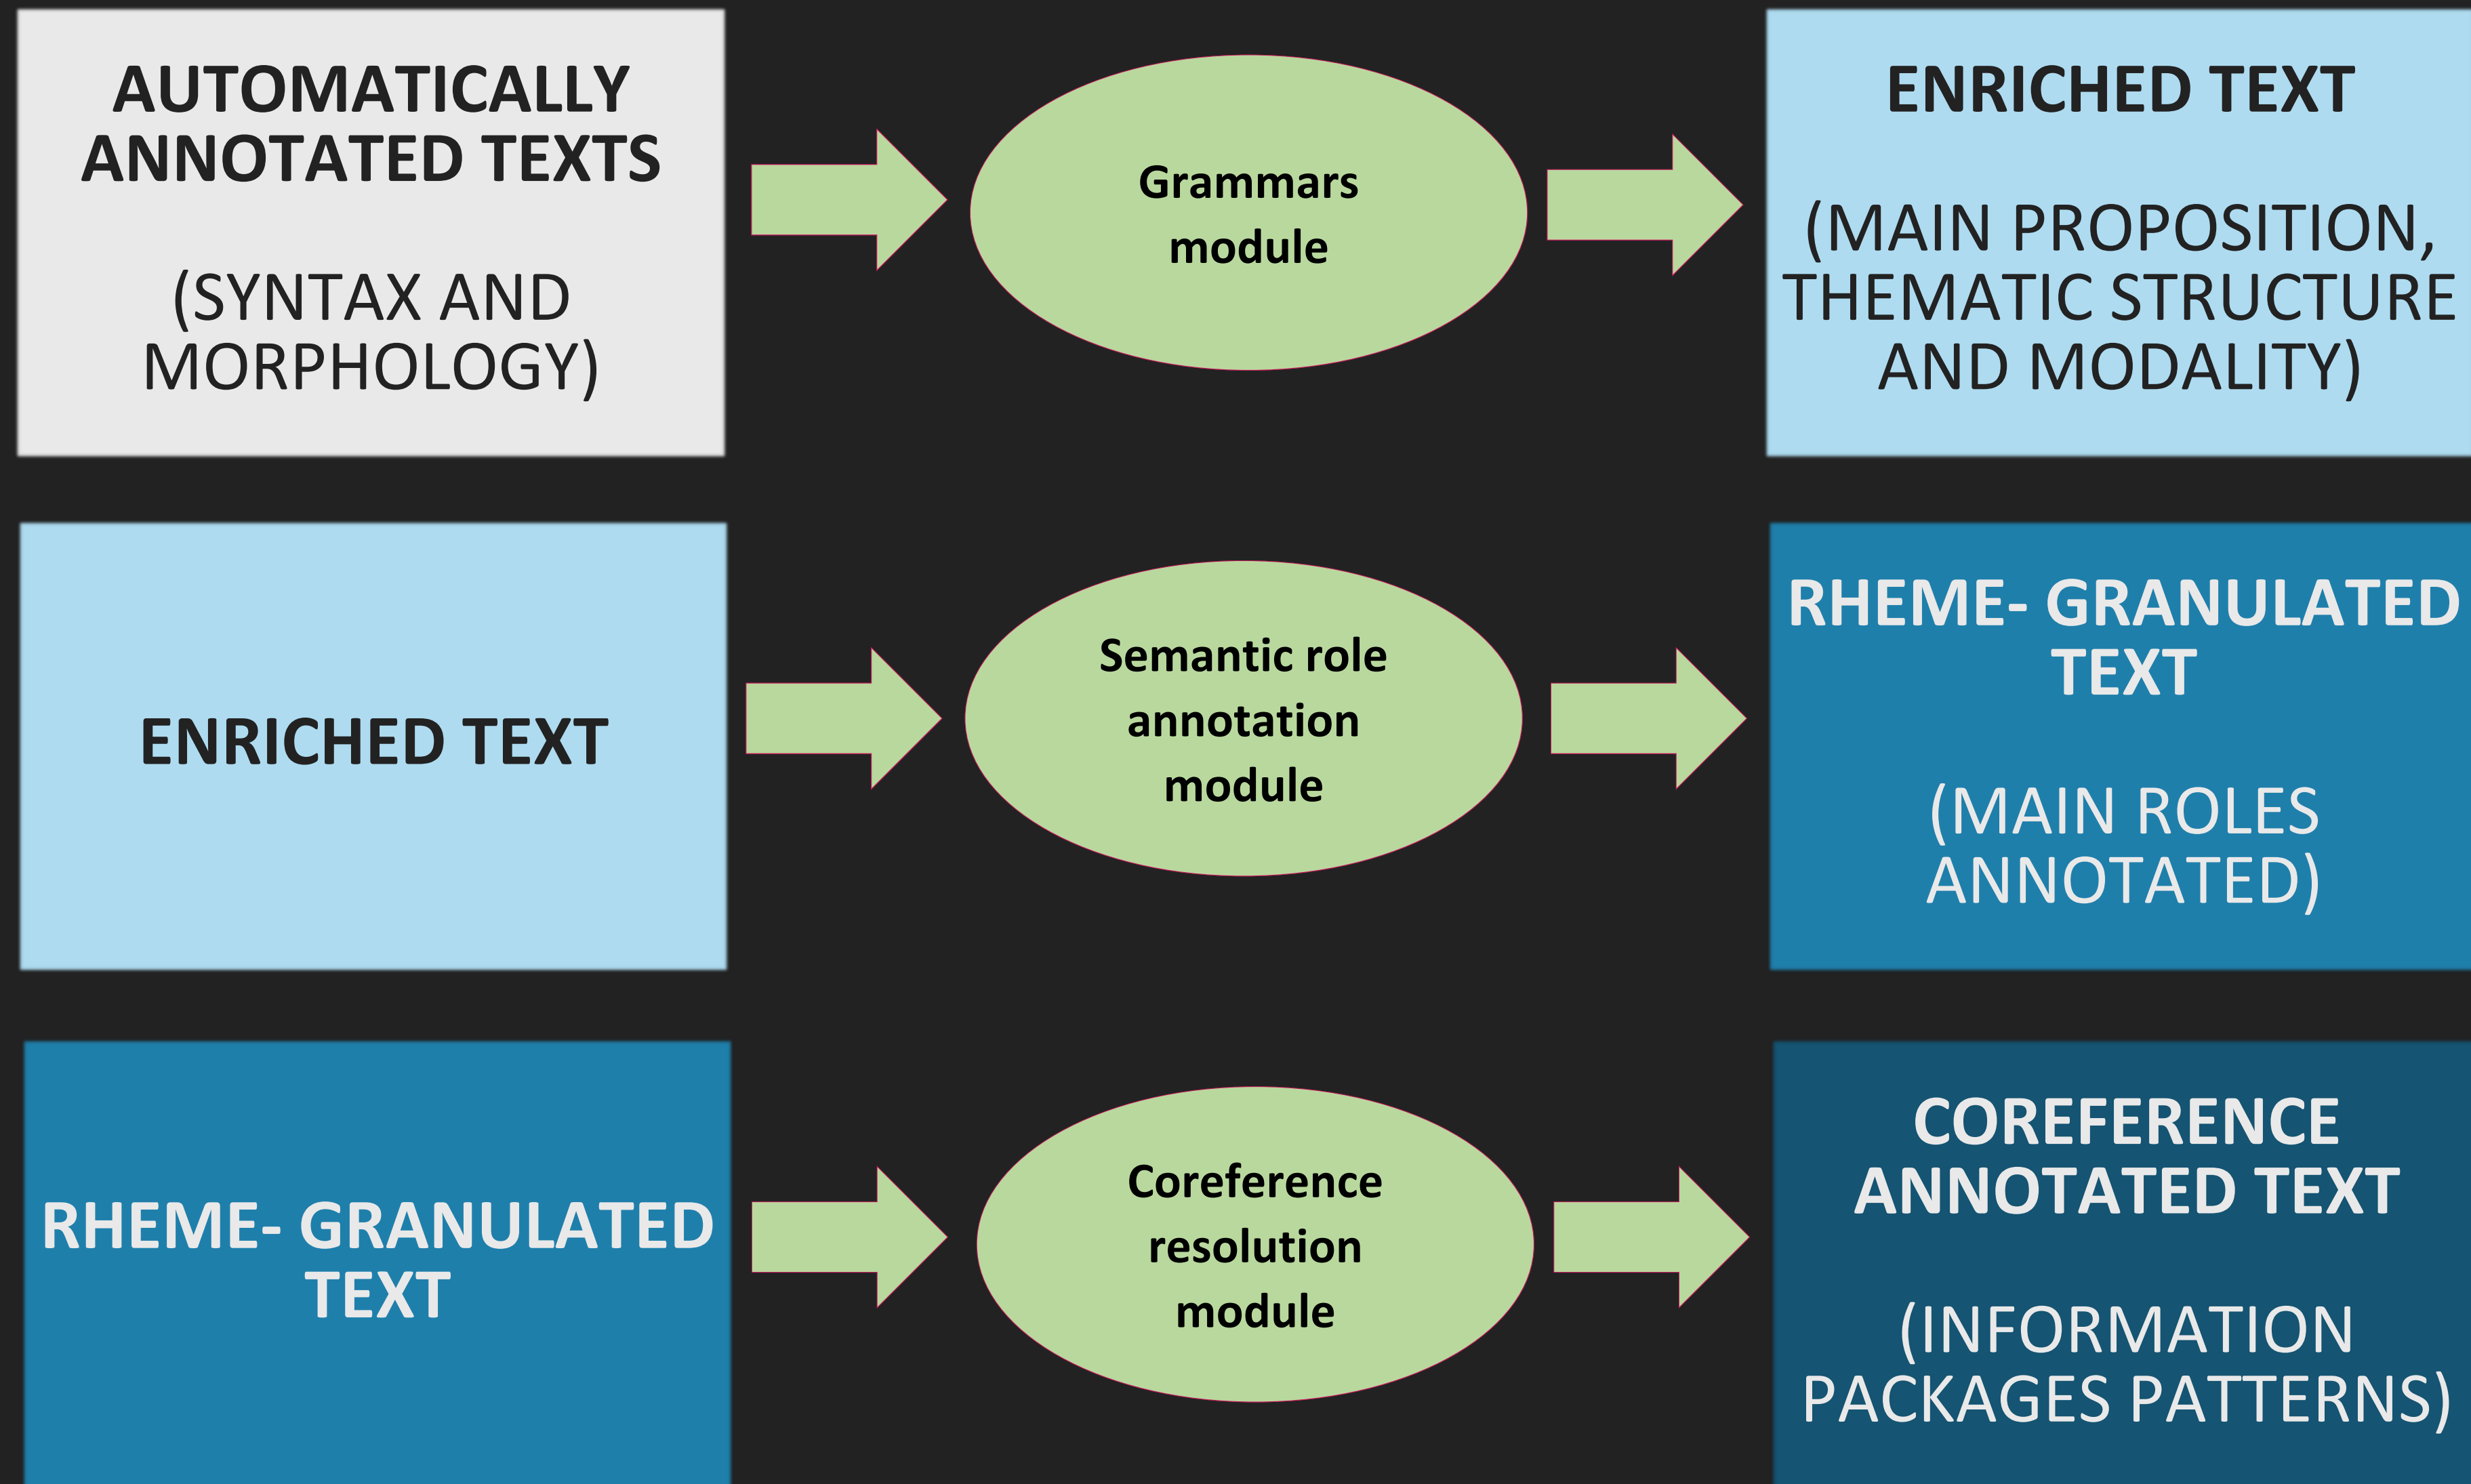 AUTOMATICALLY
ANNOTATED TEXTS
(SYNTAX AND
MORPHOLOGY)
Grammars
module
ENRICHED TEXT
(MAIN PROPOSITION,
THEMATIC STRUCTURE
AND MODALITY)
ENRICHED TEXT
Semantic role
annotation
module
RHEME- GRANULATED
TEXT
(MAIN ROLES
ANNOTATED)
RHEME- GRANULATED
TEXT
Coreference
resolution
module
COREFERENCE
ANNOTATED TEXT
(INFORMATION
PACKAGES PATTERNS)